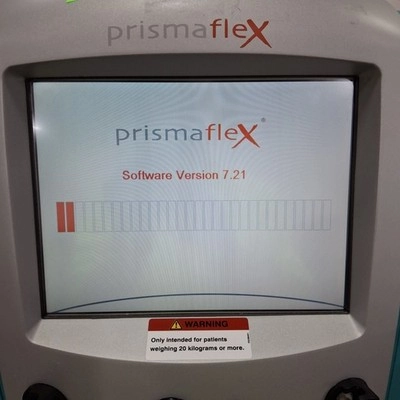 prismaflex
prismaflex®
Software Version 7.21
WARNING
Only intended for patients
weighing 20 kilograms or more.